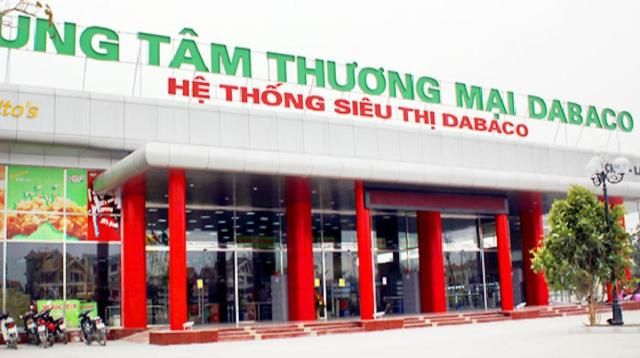 UNG TÂM THƯƠNG MẠI DABACO
HỆ THỐNG SIÊU THỊ DABACO